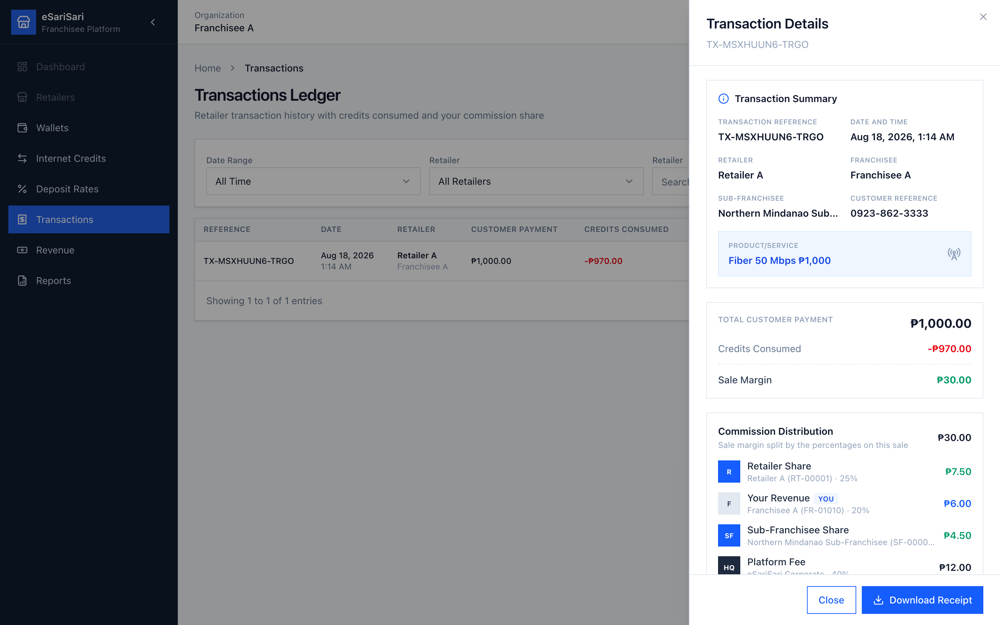 eSariSari
Franchisee Platform
Dashboard
Retailers
Wallets
Internet Credits
Deposit Rates
Transactions
Revenue
Reports
Organization
Franchisee A
Home > Transactions
Transactions Ledger
Retailer transaction history with credits consumed and your commission share
Date Range
All Time
Retailer
All Retailers
Retailer
Search
REFERENCE DATE RETAILER CUSTOMER PAYMENT CREDITS CONSUMED
TX-MSXHUUN6-TRGO Aug 18, 2026 Retailer A ₱1,000.00 -₱970.00
1:14 AM Franchisee A
Showing 1 to 1 of 1 entries
Transaction Details
TX-MSXHUUN6-TRGO
Transaction Summary
TRANSACTION REFERENCE DATE AND TIME
TX-MSXHUUN6-TRGO Aug 18, 2026, 1:14 AM
RETAILER FRANCHISEE
Retailer A Franchisee A
SUB-FRANCHISEE CUSTOMER REFERENCE
Northern Mindanao Sub... 0923-862-3333
PRODUCT/SERVICE
Fiber 50 Mbps ₱1,000
TOTAL CUSTOMER PAYMENT ₱1,000.00
Credits Consumed -₱970.00
Sale Margin ₱30.00
Commission Distribution ₱30.00
Sale margin split by the percentages on this sale
R Retailer Share ₱7.50
Retailer A (RT-00001) · 25%
F Your Revenue YOU ₱6.00
Franchisee A (FR-01010) · 20%
SF Sub-Franchisee Share ₱4.50
Northern Mindanao Sub-Franchisee (SF-0000...
HQ Platform Fee ₱12.00
eSariSari Corporate · 40%
Close
Download Receipt